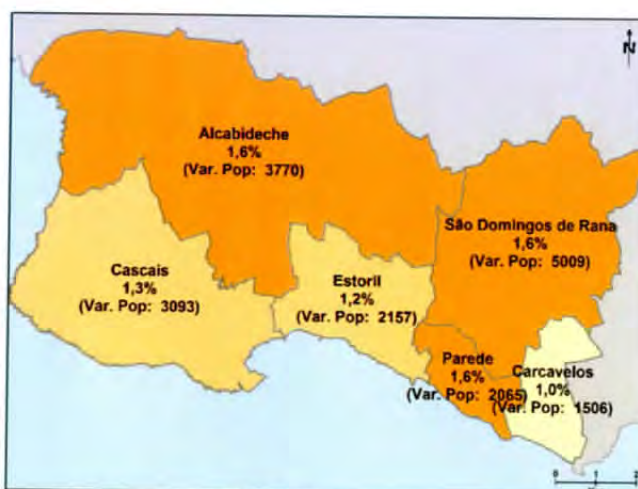 N
Alcabideche
1,6%
(Var. Pop: 3770)
São Domingos de Rana
1,6%
(Var. Pop: 5009)
Cascais
1,3%
(Var. Pop: 3093)
Estoril
1,2%
(Var. Pop: 2157)
Parede
1,6%
(Var. Pop: 2065)
Carcavelos
1,0%
(Var. Pop: 1506)
0 1 2